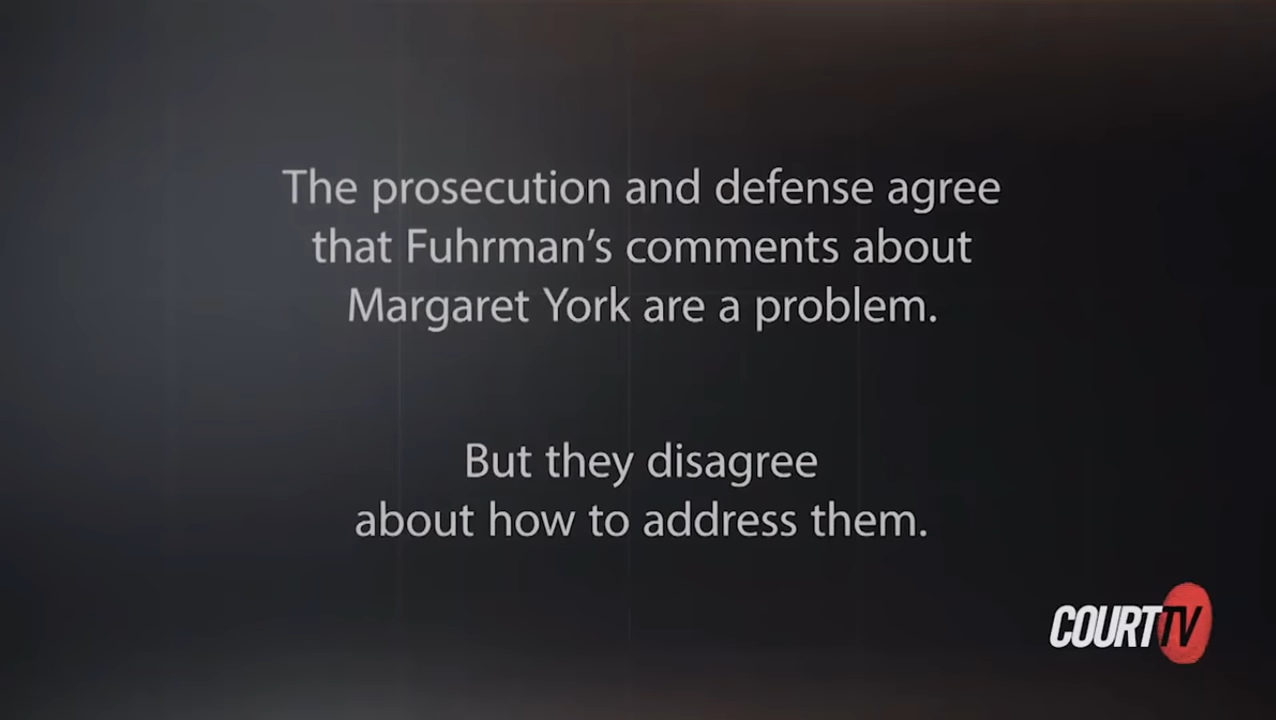 The prosecution and defense agree
that Fuhrman’s comments about
Margaret York are a problem.
But they disagree
about how to address them.
COURT TV